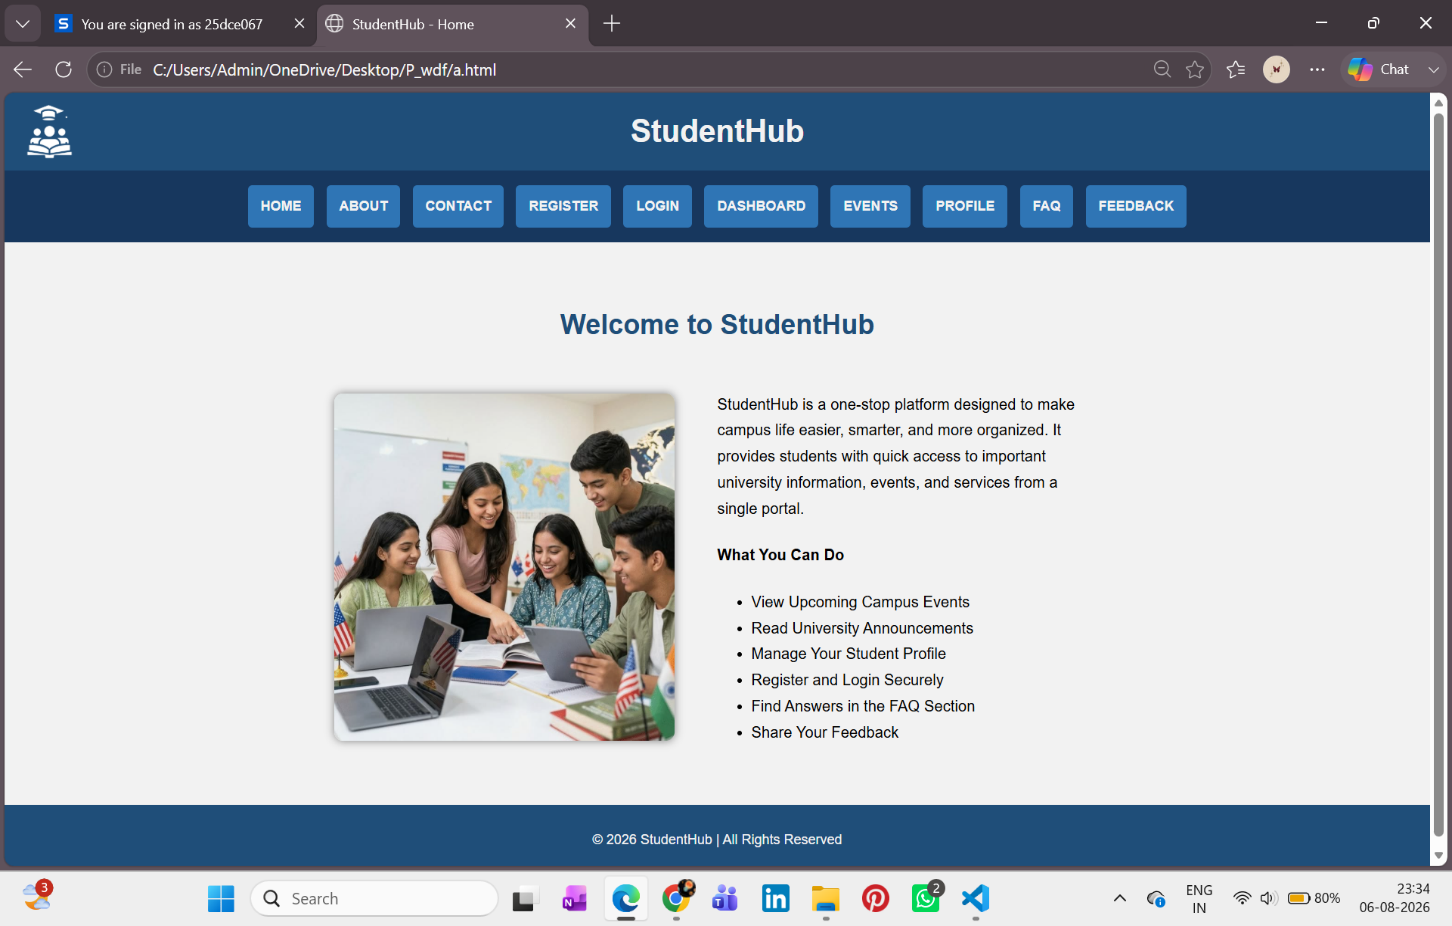 You are signed in as 25dce067
StudentHub - Home
File C:/Users/Admin/OneDrive/Desktop/P_wdf/a.html
Chat
StudentHub
HOME ABOUT CONTACT REGISTER LOGIN DASHBOARD EVENTS PROFILE FAQ FEEDBACK
Welcome to StudentHub
StudentHub is a one-stop platform designed to make
campus life easier, smarter, and more organized. It
provides students with quick access to important
university information, events, and services from a
single portal.
What You Can Do
• View Upcoming Campus Events
• Read University Announcements
• Manage Your Student Profile
• Register and Login Securely
• Find Answers in the FAQ Section
• Share Your Feedback
© 2026 StudentHub | All Rights Reserved
3
Search
2
ENG
IN
80%
23:34
06-08-2026